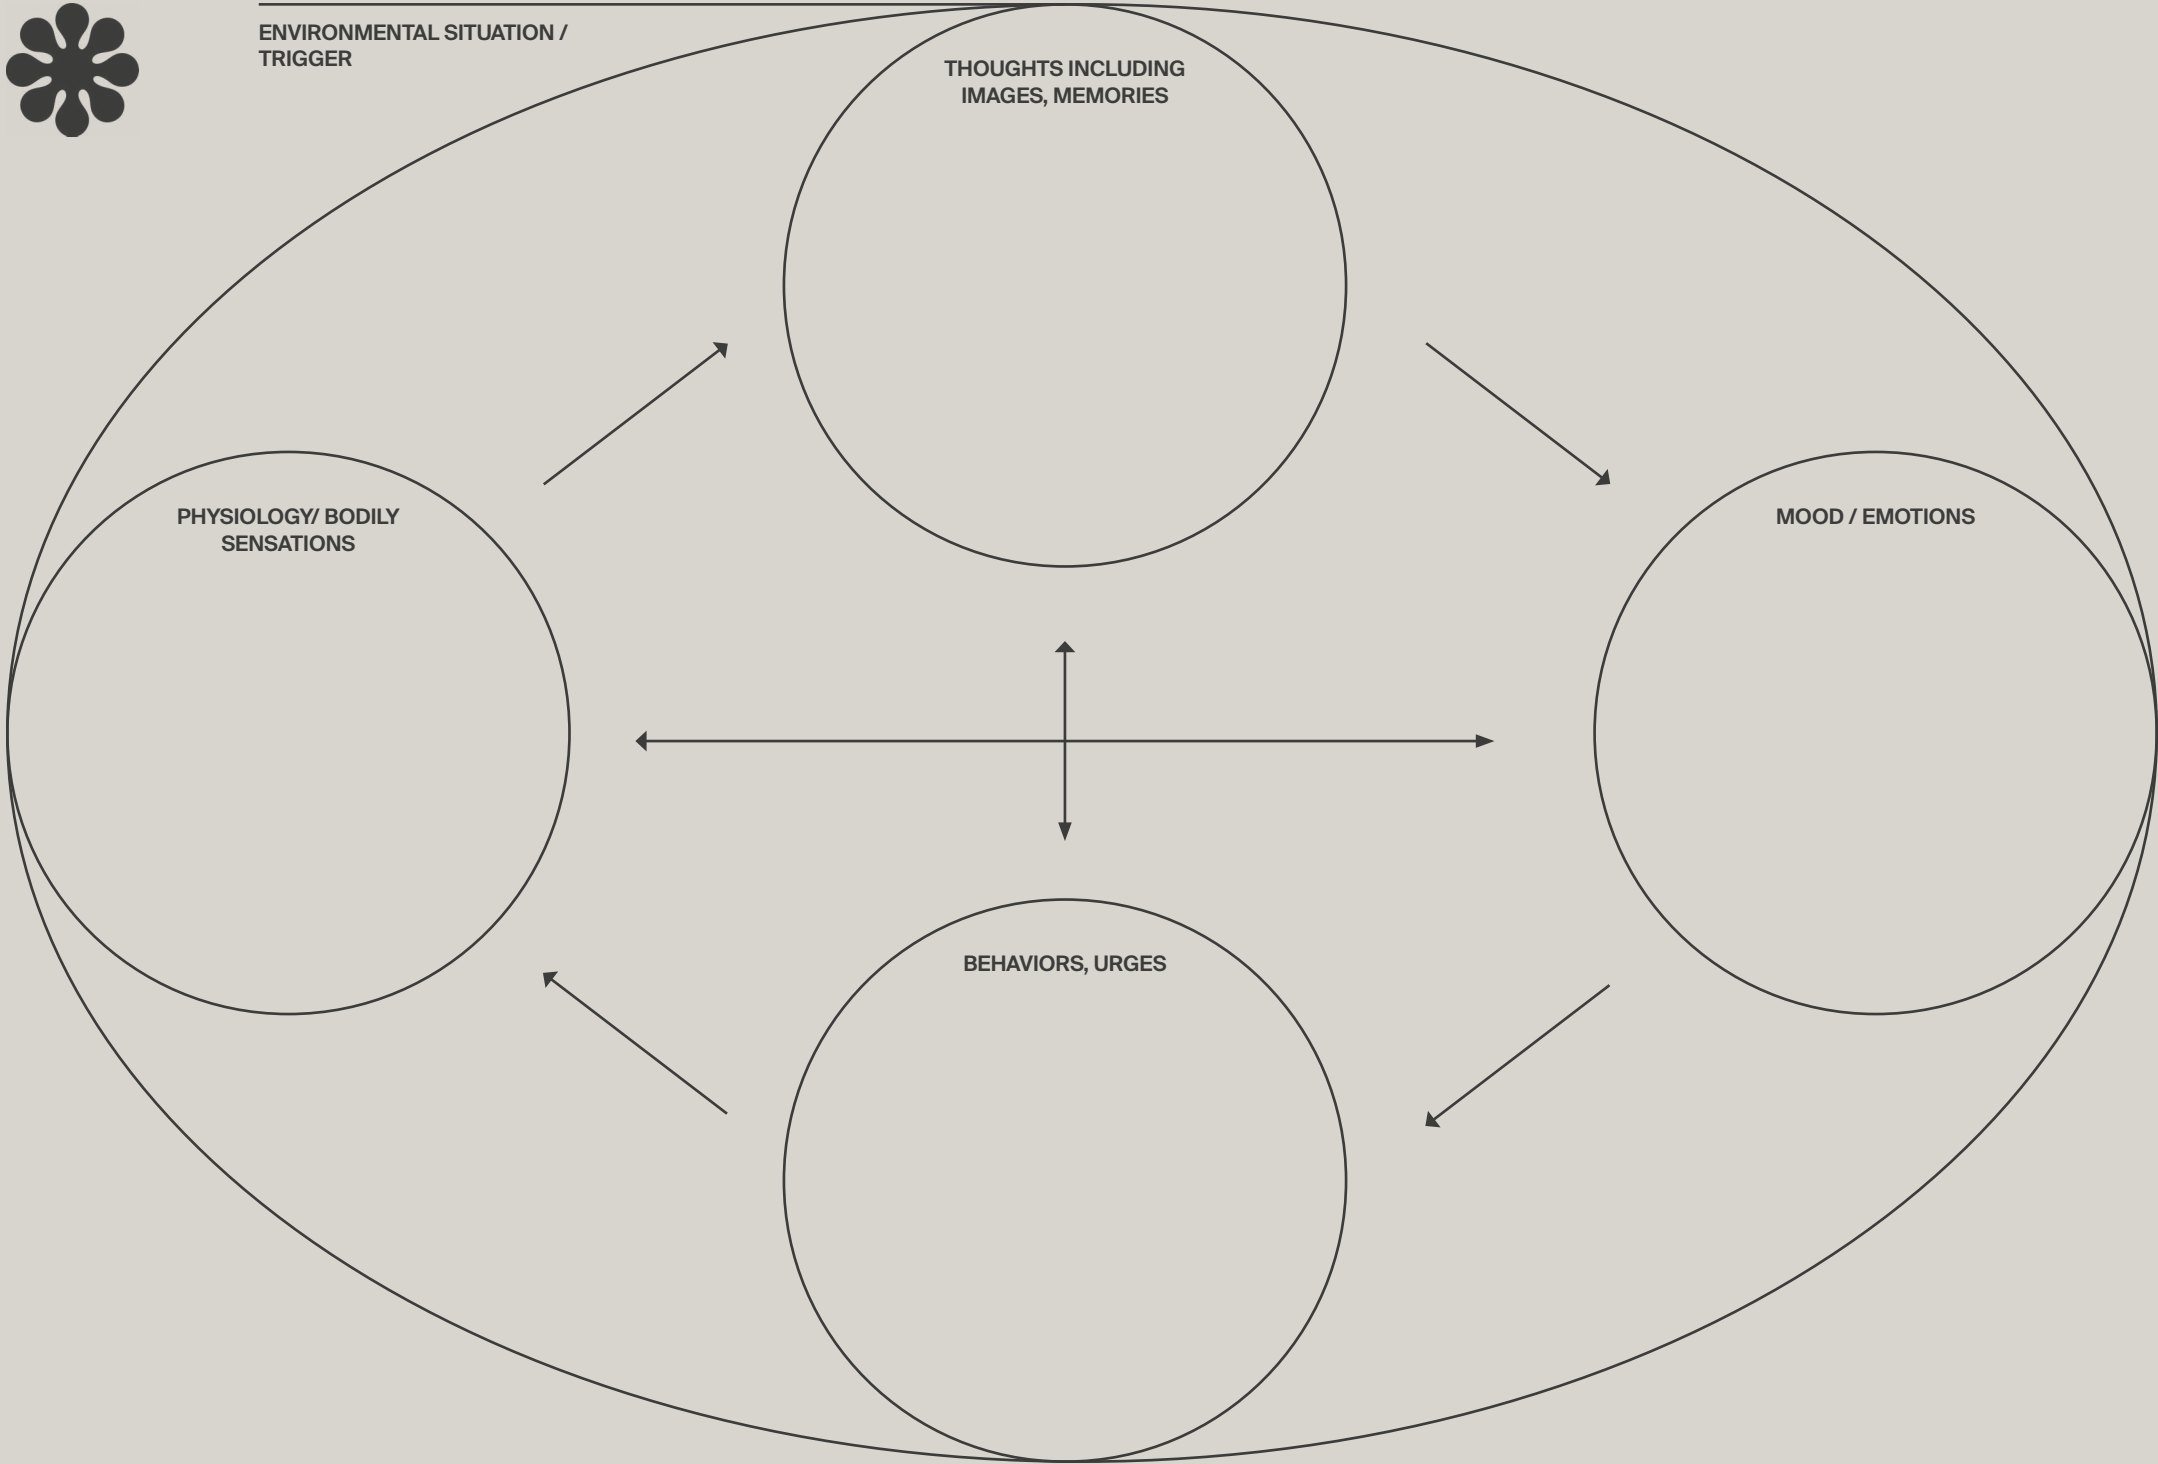 ENVIRONMENTAL SITUATION /
TRIGGER
THOUGHTS INCLUDING
IMAGES, MEMORIES
PHYSIOLOGY/ BODILY
SENSATIONS
MOOD / EMOTIONS
BEHAVIORS, URGES